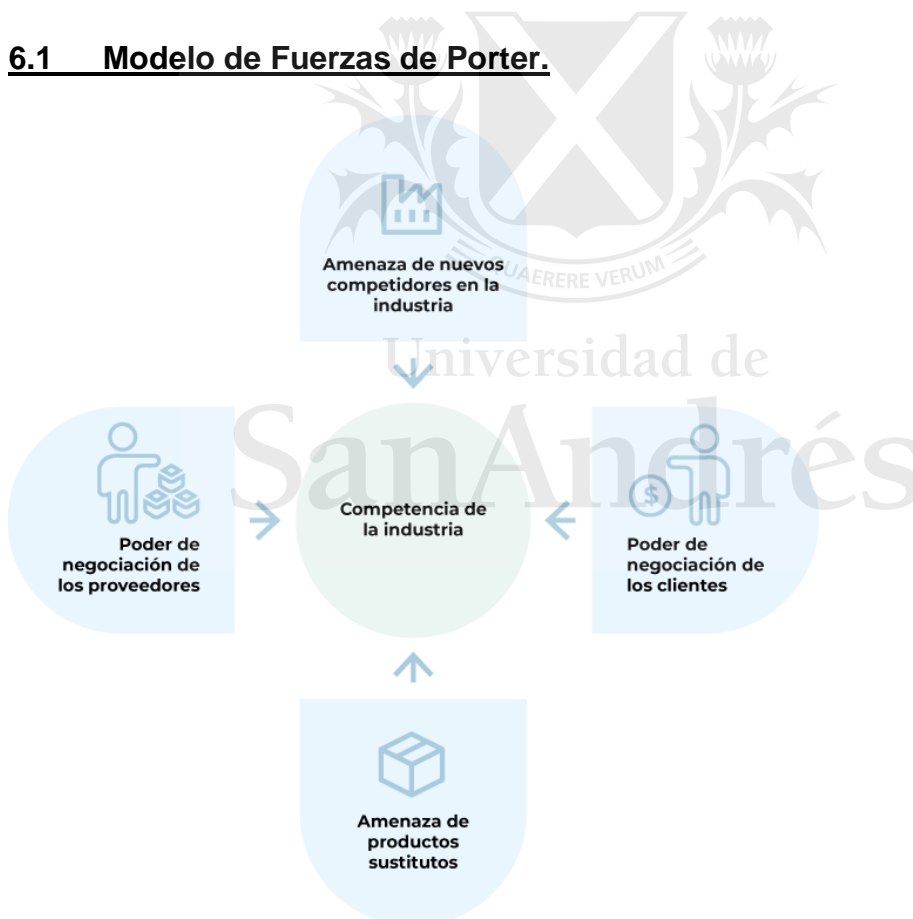 6.1 Modelo de Fuerzas de Porter.
Amenaza de nuevos
competidores en la
industria
QUAERERE VERUM
Universidad de
SanAndrés
Poder de
negociación de
los proveedores
Competencia de
la industria
$
Poder de
negociación de
los clientes
Amenaza de
productos
sustitutos